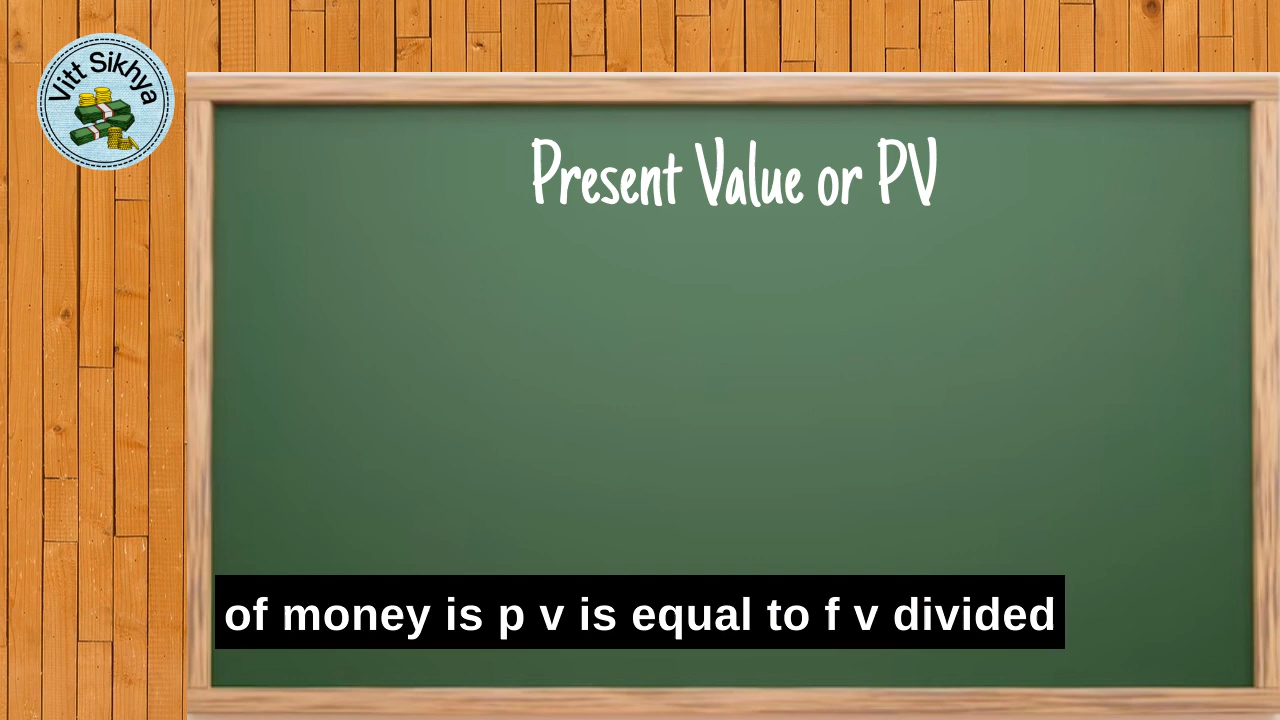 Vitt Sikhya
Present Value or PV
of money is p v is equal to f v divided